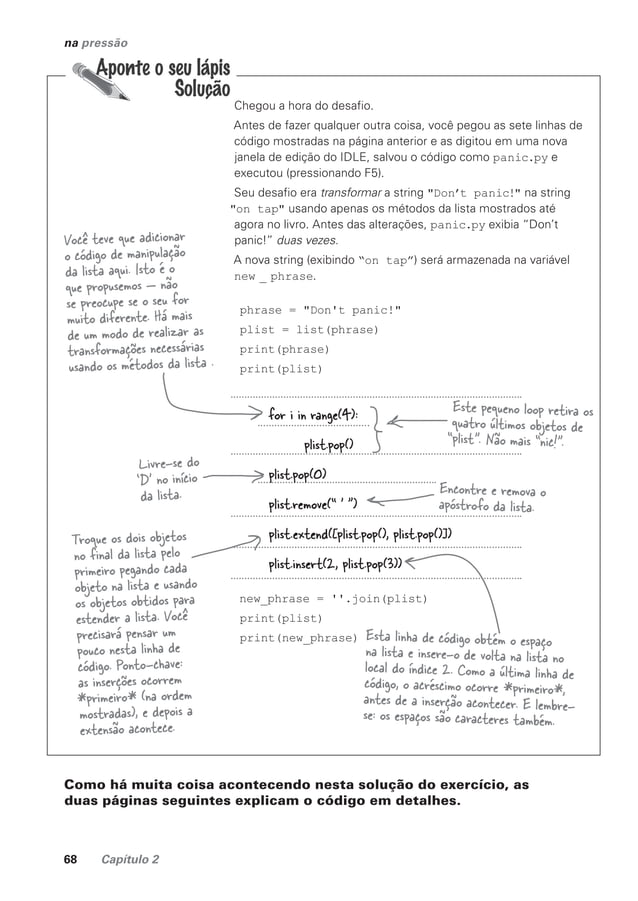 na pressão
Aponte o seu lápis
Solução
Chegou a hora do desafio.
Antes de fazer qualquer outra coisa, você pegou as sete linhas de
código mostradas na página anterior e as digitou em uma nova
janela de edição do IDLE, salvou o código como panic.py e
executou (pressionando F5).
Seu desafio era transformar a string "Don’t panic!" na string
"on tap" usando apenas os métodos da lista mostrados até
agora no livro. Antes das alterações, panic.py exibia “Don’t
panic!” duas vezes.
A nova string (exibindo “on tap”) será armazenada na variável
new _ phrase.
Você teve que adicionar
o código de manipulação
da lista aqui. Isto é o
que propusemos — não
se preocupe se o seu for
muito diferente. Há mais
de um modo de realizar as
transformações necessárias
usando os métodos da lista .
phrase = "Don't panic!"
plist = list(phrase)
print(phrase)
print(plist)
for i in range(4):
plist.pop()
Este pequeno loop retira os
quatro últimos objetos de
“plist”. Não mais “nic!”.
Livre-se do
‘D’ no início
da lista.
plist.pop(0)
plist.remove(“ ’ ”)
Encontre e remova o
apóstrofo da lista.
Troque os dois objetos
no final da lista pelo
primeiro pegando cada
objeto na lista e usando
os objetos obtidos para
estender a lista. Você
precisará pensar um
pouco nesta linha de
código. Ponto-chave:
as inserções ocorrem
*primeiro* (na ordem
mostradas), e depois a
extensão acontece.
plist.extend([plist.pop(), plist.pop()])
plist.insert(2, plist.pop(3))
new_phrase = ''.join(plist)
print(plist)
print(new_phrase)
Esta linha de código obtém o espaço
na lista e insere-o de volta na lista no
local do índice 2. Como a última linha de
código, o acréscimo ocorre *primeiro*,
antes de a inserção acontecer. E lembre-
se: os espaços são caracteres também.
Como há muita coisa acontecendo nesta solução do exercício, as
duas páginas seguintes explicam o código em detalhes.
68 Capítulo 2